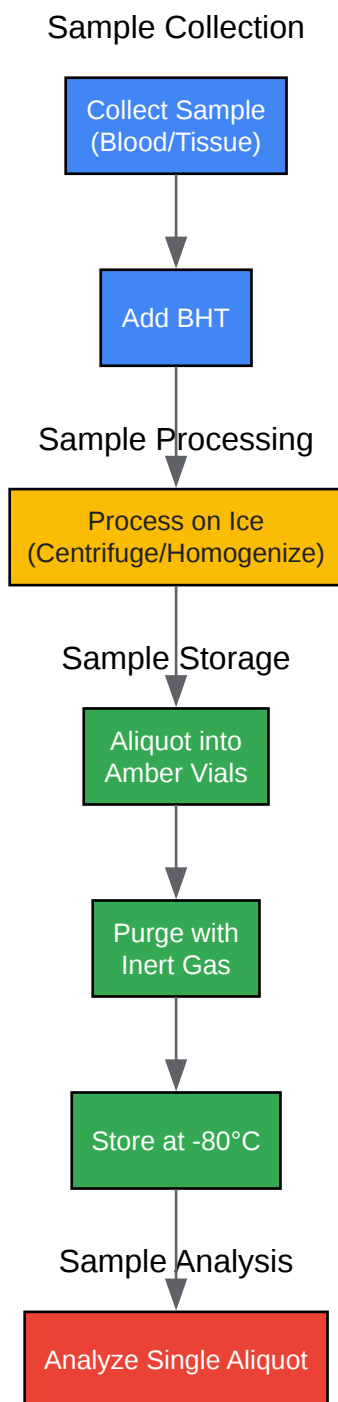 Sample Collection
Collect Sample
(Blood/Tissue)
Add BHT
Sample Processing
Process on Ice
(Centrifuge/Homogenize)
Sample Storage
Aliquot into
Amber Vials
Purge with
Inert Gas
Store at -80°C
Sample Analysis
Analyze Single Aliquot